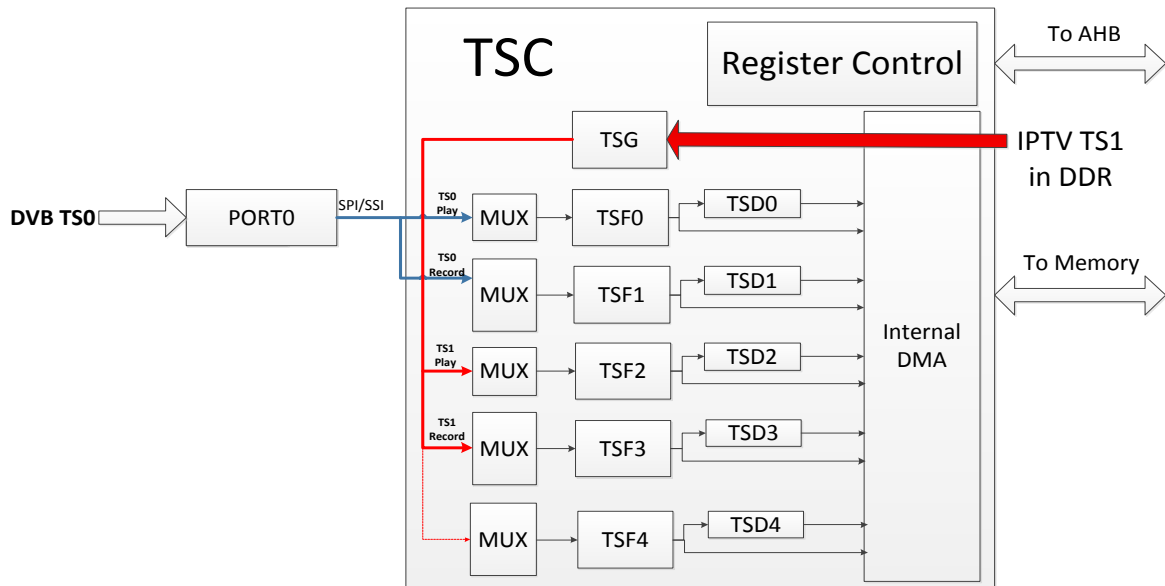 TSC
Register Control
To AHB
TSG
IPTV TS1
in DDR
DVB TS0
PORT0
SPI/SSI
TS0
Play
MUX
TSF0
TSD0
TS0
Record
MUX
TSF1
TSD1
To Memory
Internal
DMA
TS1
Play
MUX
TSF2
TSD2
TS1
Record
MUX
TSF3
TSD3
MUX
TSF4
TSD4